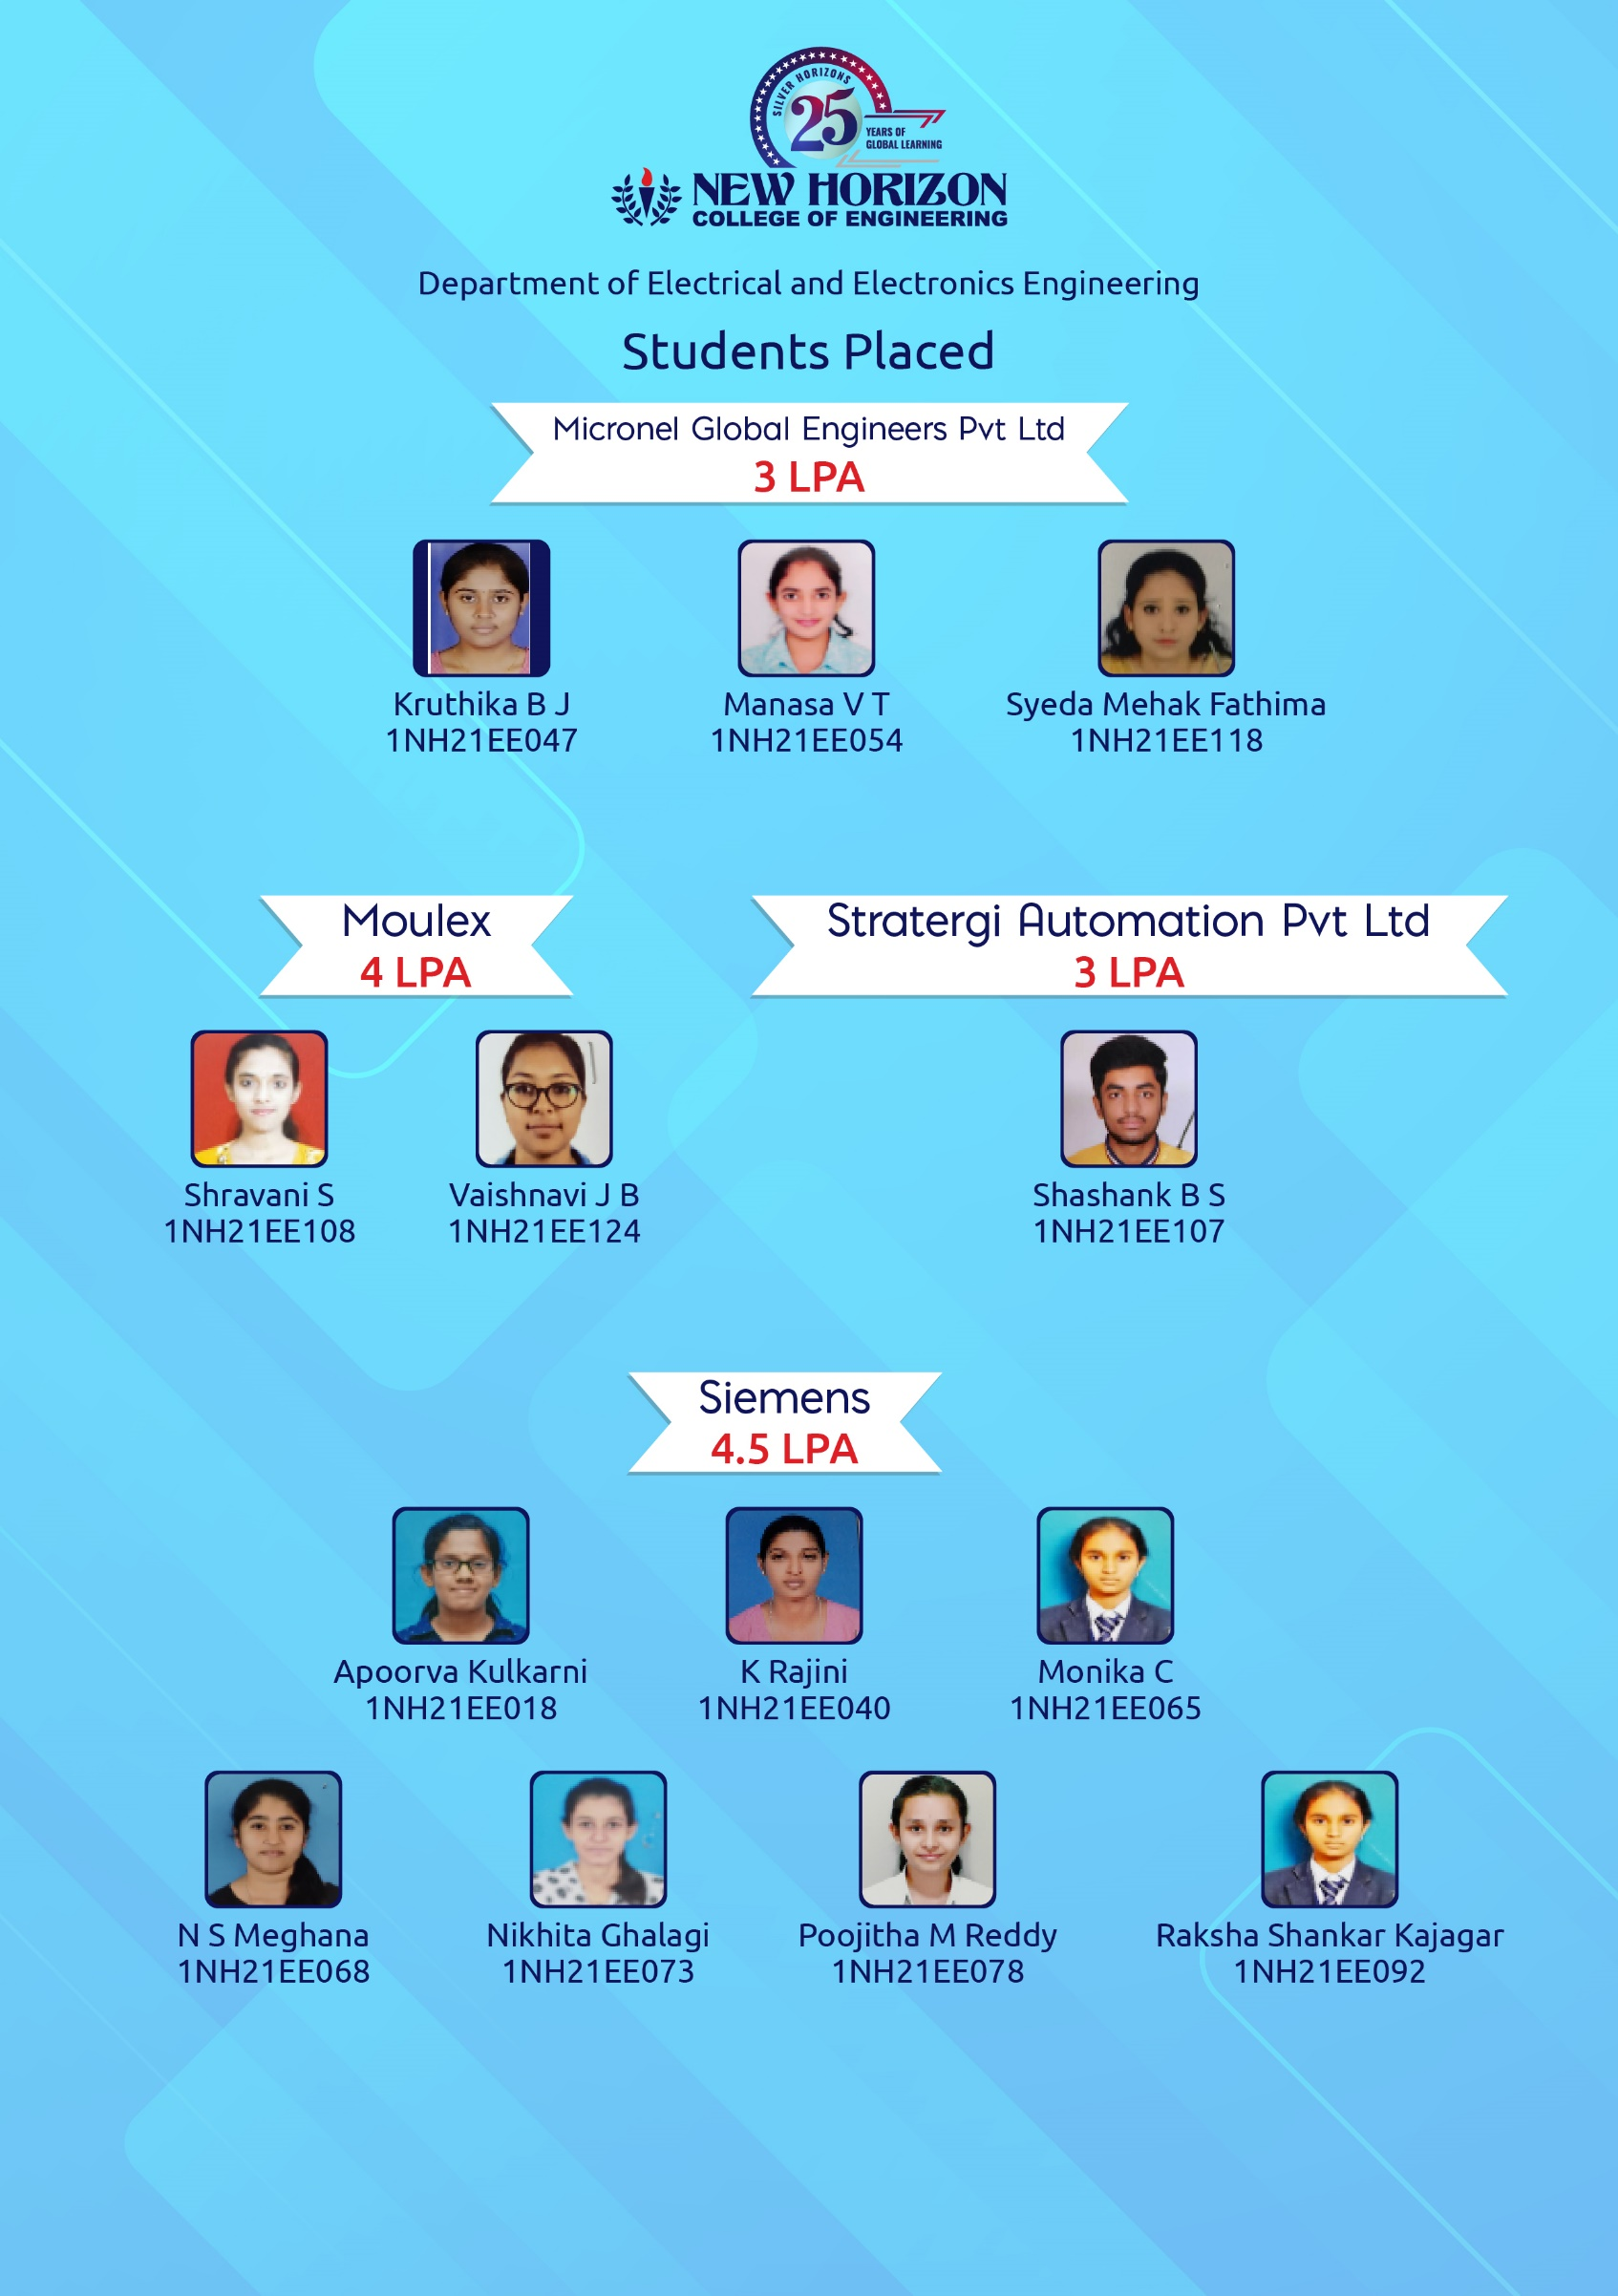 SILVER HORIZONS
25
YEARS OF
GLOBAL LEARNING
NEW HORIZON
COLLEGE OF ENGINEERING
Department of Electrical and Electronics Engineering
Students Placed
Micronel Global Engineers Pvt Ltd
3 LPA
Kruthika B J
1NH21EE047
Manasa V T
1NH21EE054
Syeda Mehak Fathima
1NH21EE118
Moulex
4 LPA
Shravani S
1NH21EE108
Vaishnavi J B
1NH21EE124
Stratergi Automation Pvt Ltd
3 LPA
Shashank B S
1NH21EE107
Siemens
4.5 LPA
Apoorva Kulkarni
1NH21EE018
K Rajini
1NH21EE040
Monika C
1NH21EE065
N S Meghana
1NH21EE068
Nikhita Ghalagi
1NH21EE073
Poojitha M Reddy
1NH21EE078
Raksha Shankar Kajagar
1NH21EE092